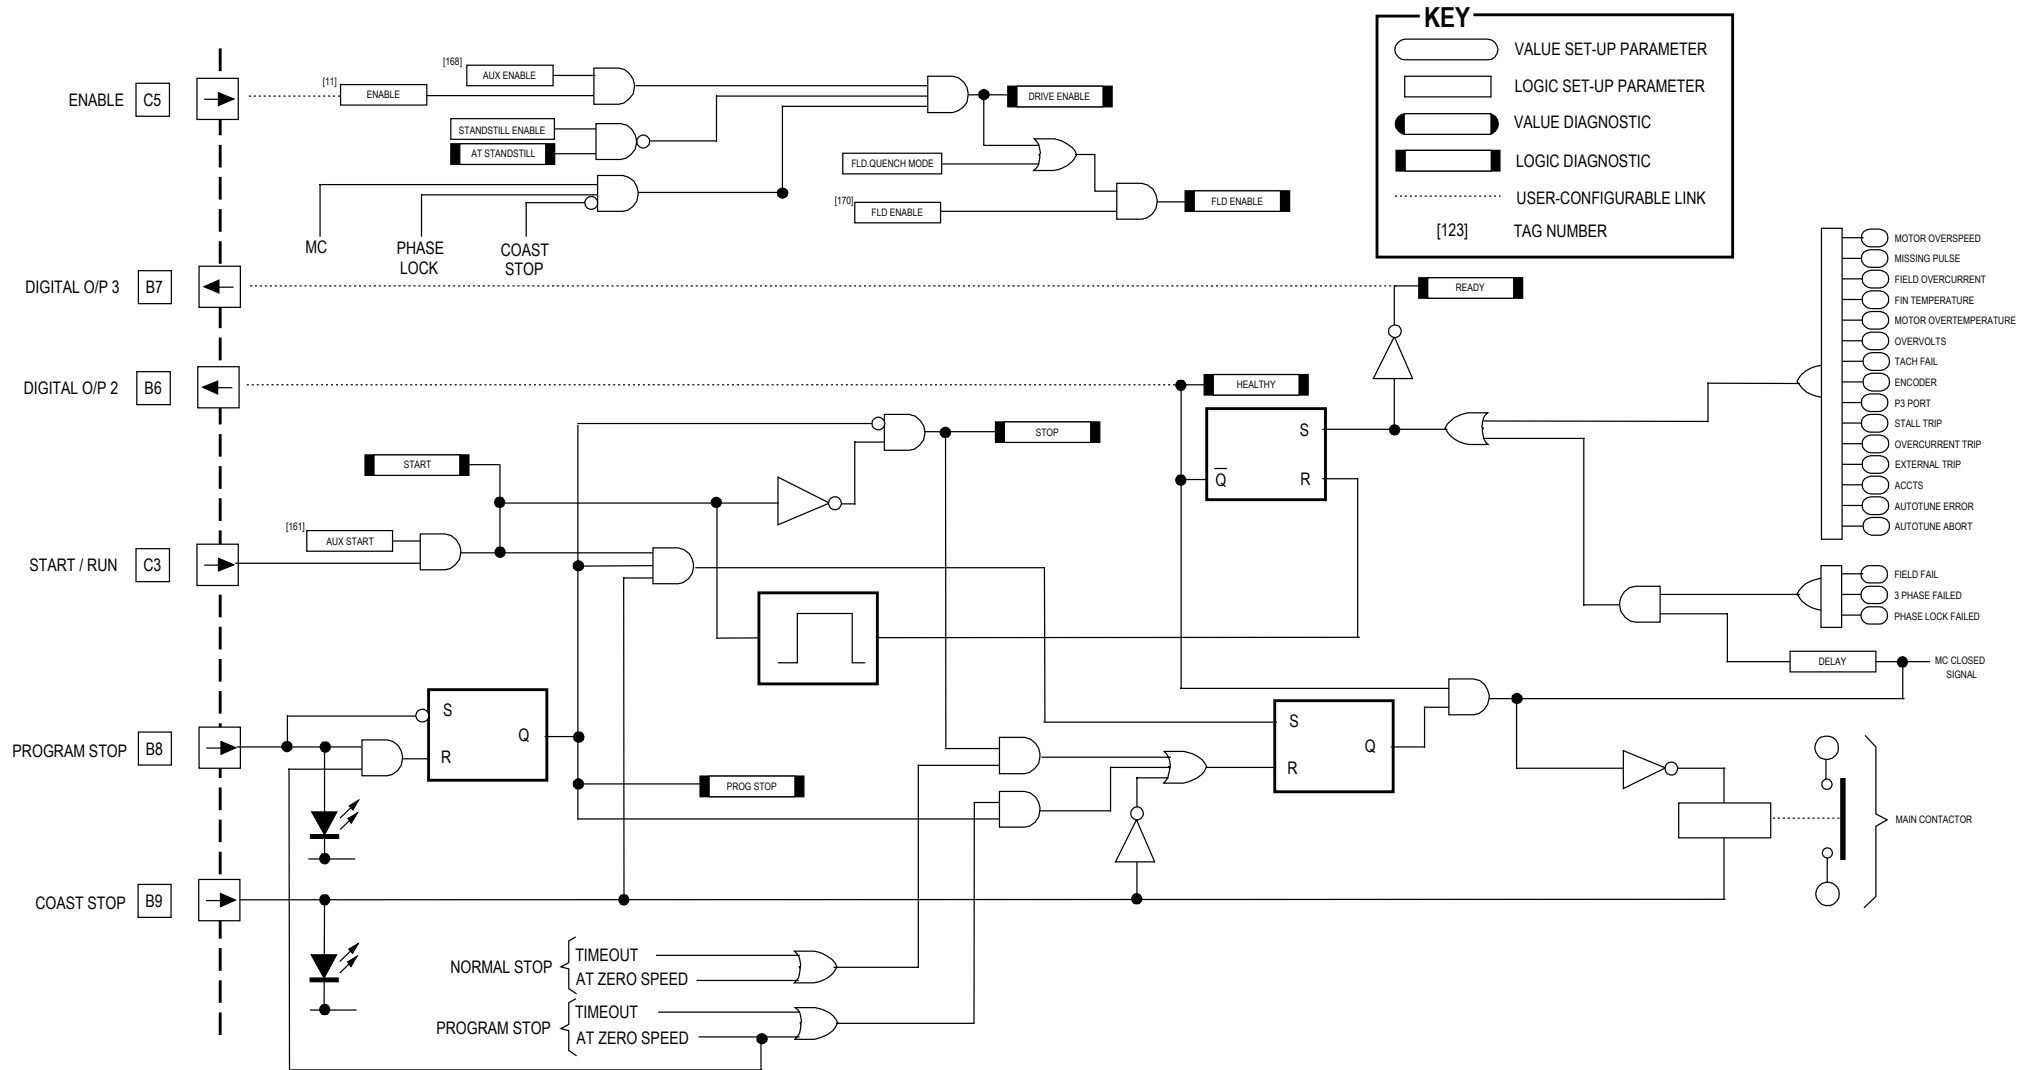 KEY
VALUE SET-UP PARAMETER
LOGIC SET-UP PARAMETER
VALUE DIAGNOSTIC
LOGIC DIAGNOSTIC
USER-CONFIGURABLE LINK
[123] TAG NUMBER
ENABLE C5
[11]
ENABLE
[168]
AUX ENABLE
STANDSTILL ENABLE
AT STANDSTILL
DRIVE ENABLE
FLD.QUENCH MODE
[170]
FLD ENABLE
FLD ENABLE
MC
PHASE
LOCK
COAST
STOP
DIGITAL O/P 3 B7
READY
DIGITAL O/P 2 B6
HEALTHY
S
Q
R
MOTOR OVERSPEED
MISSING PULSE
FIELD OVERCURRENT
FIN TEMPERATURE
MOTOR OVERTEMPERATURE
OVERVOLTS
TACH FAIL
ENCODER
P3 PORT
STALL TRIP
OVERCURRENT TRIP
EXTERNAL TRIP
ACCTS
AUTOTUNE ERROR
AUTOTUNE ABORT
STOP
START
[161]
AUX START
START / RUN C3
FIELD FAIL
3 PHASE FAILED
PHASE LOCK FAILED
DELAY
MC CLOSED
SIGNAL
PROGRAM STOP B8
S
Q
R
PROG STOP
S
Q
R
MAIN CONTACTOR
COAST STOP B9
NORMAL STOP
TIMEOUT
AT ZERO SPEED
PROGRAM STOP
TIMEOUT
AT ZERO SPEED